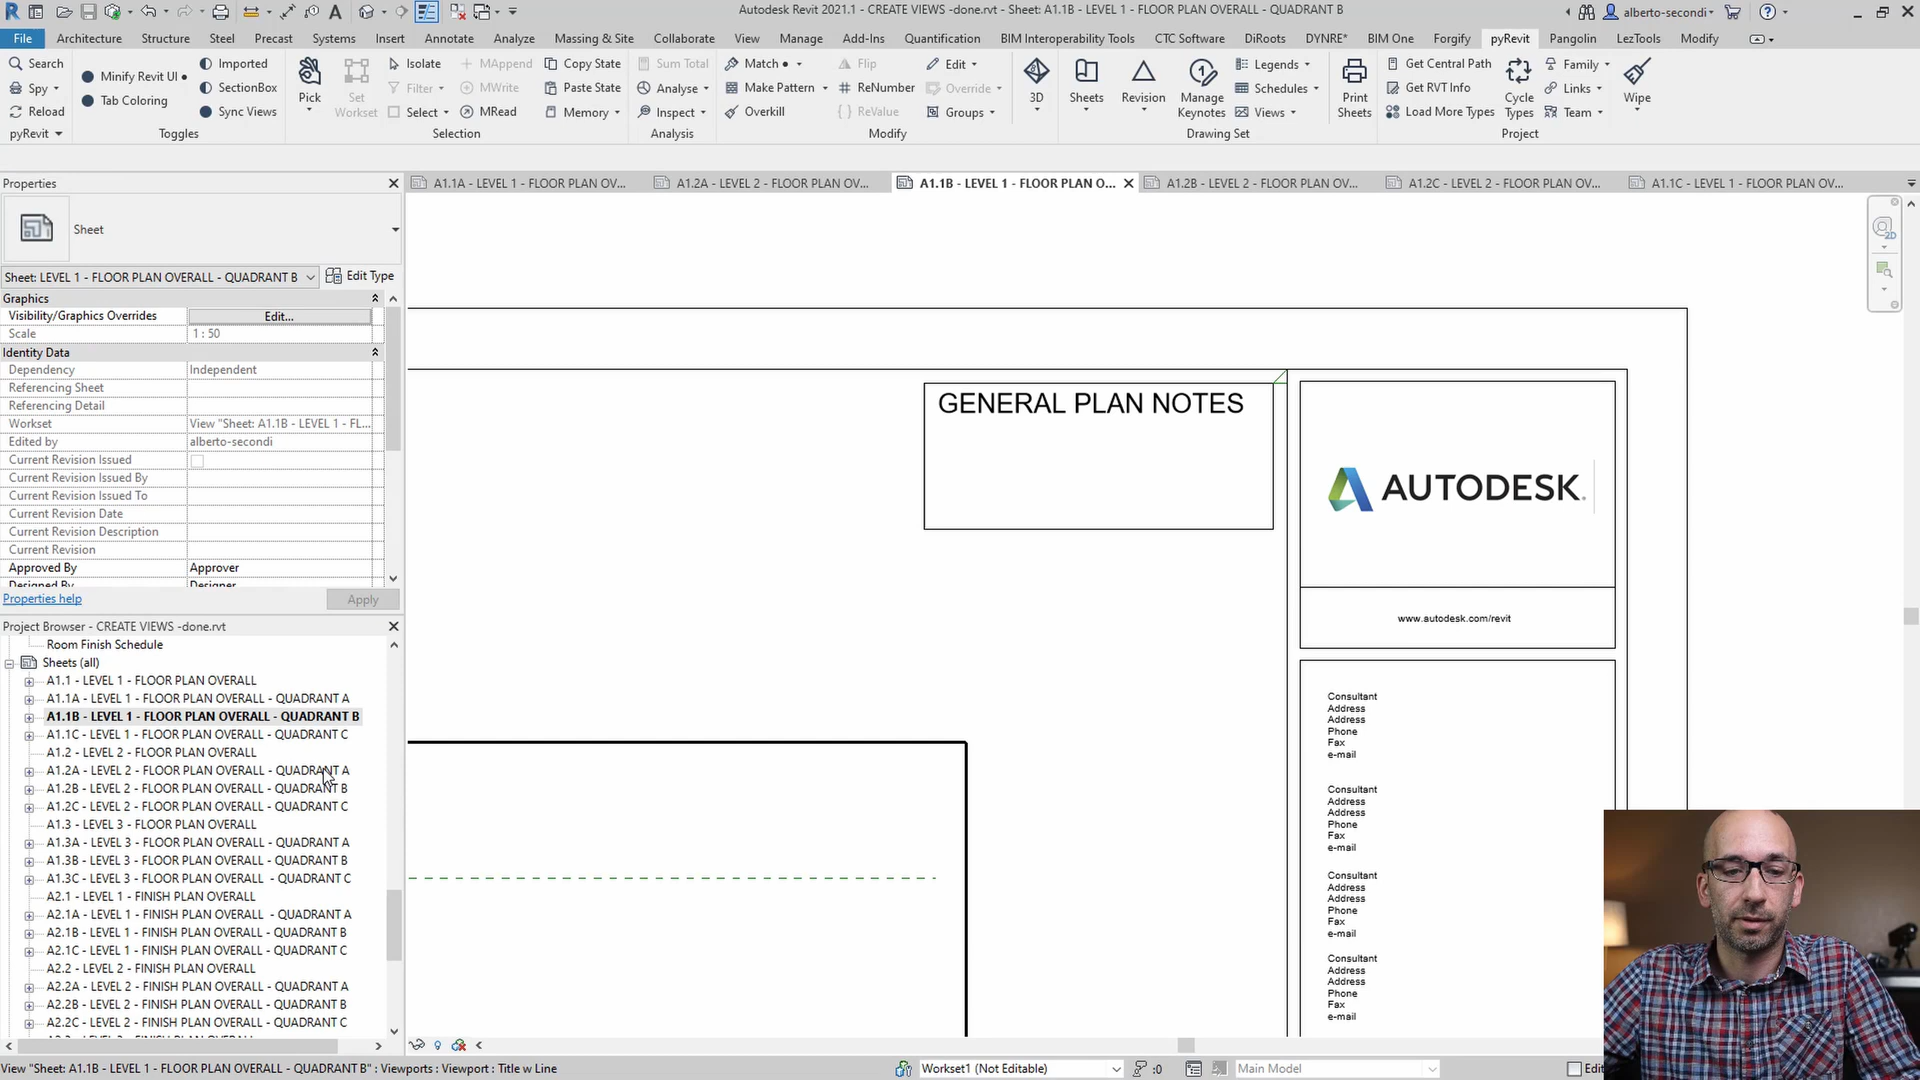 Autodesk Revit 2021.1 - CREATE VIEWS -done.rvt - Sheet: A1.1B - LEVEL 1 - FLOOR PLAN OVERALL - QUADRANT B
alberto-secondi
File Architecture Structure Steel Precast Systems Insert Annotate Analyze Massing & Site Collaborate View Manage Add-Ins Quantification BIM Interoperability Tools CTC Software DiRoots DYNRE* BIM One Forgify pyRevit Pangolin LezTools Modify
Search Minify Revit UI Imported Pick Set Workset Isolate MAppend Copy State Sum Total Match Flip Edit 3D Sheets Revision Manage Keynotes Legends Print Sheets Get Central Path Cycle Types Family Wipe
Spy Tab Coloring SectionBox Filter MWrite Paste State Analyse Make Pattern ReNumber Override Schedules Get RVT Info Links
Reload Sync Views Select MRead Memory Inspect Overkill ReValue Groups Views Load More Types Team
pyRevit Toggles Selection Analysis Modify Drawing Set Project
Properties
A1.1A - LEVEL 1 - FLOOR PLAN OV... A1.2A - LEVEL 2 - FLOOR PLAN OV... A1.1B - LEVEL 1 - FLOOR PLAN O... A1.2B - LEVEL 2 - FLOOR PLAN OV... A1.2C - LEVEL 2 - FLOOR PLAN OV... A1.1C - LEVEL 1 - FLOOR PLAN OV...
Sheet
Sheet: LEVEL 1 - FLOOR PLAN OVERALL - QUADRANT B Edit Type
Graphics
Visibility/Graphics Overrides Edit...
Scale 1 : 50
Identity Data
Dependency Independent
Referencing Sheet
Referencing Detail
Workset View "Sheet: A1.1B - LEVEL 1 - FL...
Edited by alberto-secondi
Current Revision Issued
Current Revision Issued By
Current Revision Issued To
Current Revision Date
Current Revision Description
Current Revision
Approved By Approver
Designed By Designer
Properties help Apply
Project Browser - CREATE VIEWS -done.rvt
Room Finish Schedule
Sheets (all)
A1.1 - LEVEL 1 - FLOOR PLAN OVERALL
A1.1A - LEVEL 1 - FLOOR PLAN OVERALL - QUADRANT A
A1.1B - LEVEL 1 - FLOOR PLAN OVERALL - QUADRANT B
A1.1C - LEVEL 1 - FLOOR PLAN OVERALL - QUADRANT C
A1.2 - LEVEL 2 - FLOOR PLAN OVERALL
A1.2A - LEVEL 2 - FLOOR PLAN OVERALL - QUADRANT A
A1.2B - LEVEL 2 - FLOOR PLAN OVERALL - QUADRANT B
A1.2C - LEVEL 2 - FLOOR PLAN OVERALL - QUADRANT C
A1.3 - LEVEL 3 - FLOOR PLAN OVERALL
A1.3A - LEVEL 3 - FLOOR PLAN OVERALL - QUADRANT A
A1.3B - LEVEL 3 - FLOOR PLAN OVERALL - QUADRANT B
A1.3C - LEVEL 3 - FLOOR PLAN OVERALL - QUADRANT C
A2.1 - LEVEL 1 - FINISH PLAN OVERALL
A2.1A - LEVEL 1 - FINISH PLAN OVERALL - QUADRANT A
A2.1B - LEVEL 1 - FINISH PLAN OVERALL - QUADRANT B
A2.1C - LEVEL 1 - FINISH PLAN OVERALL - QUADRANT C
A2.2 - LEVEL 2 - FINISH PLAN OVERALL
A2.2A - LEVEL 2 - FINISH PLAN OVERALL - QUADRANT A
A2.2B - LEVEL 2 - FINISH PLAN OVERALL - QUADRANT B
A2.2C - LEVEL 2 - FINISH PLAN OVERALL - QUADRANT C
GENERAL PLAN NOTES
AUTODESK.
www.autodesk.com/revit
Consultant
Address
Address
Phone
Fax
e-mail
Consultant
Address
Address
Phone
Fax
e-mail
Consultant
Address
Address
Phone
Fax
e-mail
Consultant
Address
Address
Phone
Fax
e-mail
View "Sheet: A1.1B - LEVEL 1 - FLOOR PLAN OVERALL - QUADRANT B" : Viewports : Viewport : Title w Line
Workset1 (Not Editable) :0 Main Model